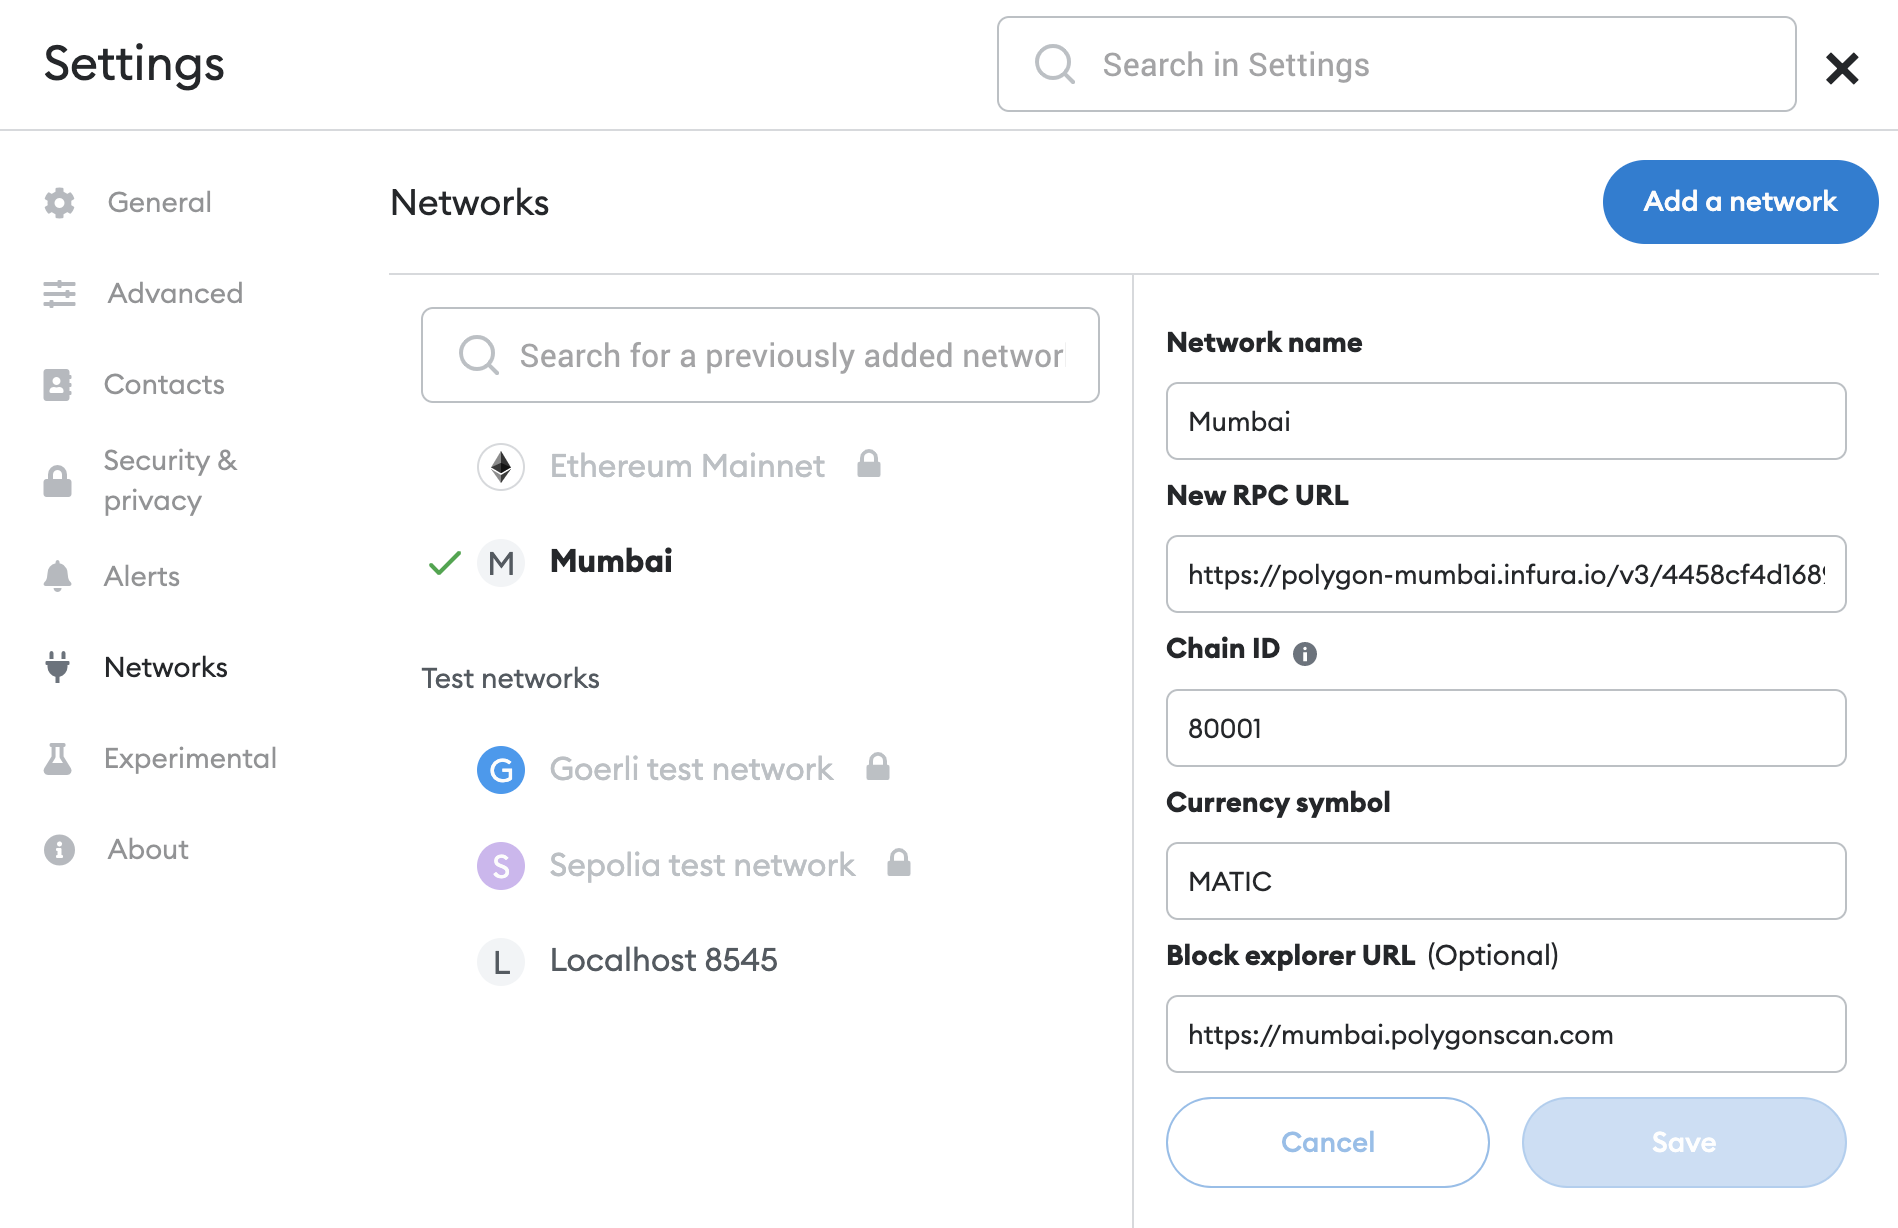 Settings
Search in Settings
General
Advanced
Contacts
Security &
privacy
Alerts
Networks
Experimental
About
Networks
Add a network
Search for a previously added networ
Ethereum Mainnet
M Mumbai
Test networks
G Goerli test network
S Sepolia test network
L Localhost 8545
Network name
Mumbai
New RPC URL
https://polygon-mumbai.infura.io/v3/4458cf4d1689
Chain ID
80001
Currency symbol
MATIC
Block explorer URL (Optional)
https://mumbai.polygonscan.com
Cancel
Save